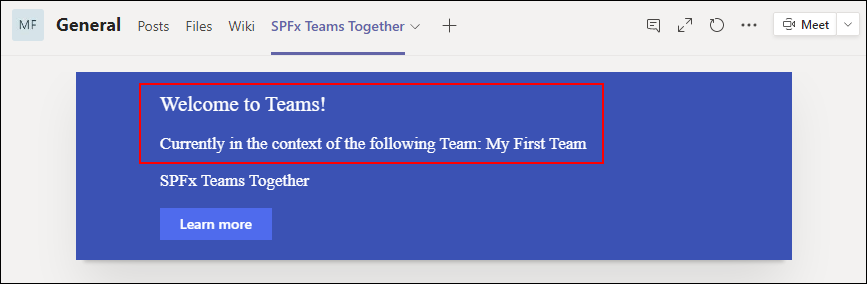 MF General Posts Files Wiki SPFx Teams Together Meet
Welcome to Teams!
Currently in the context of the following Team: My First Team
SPFx Teams Together
Learn more